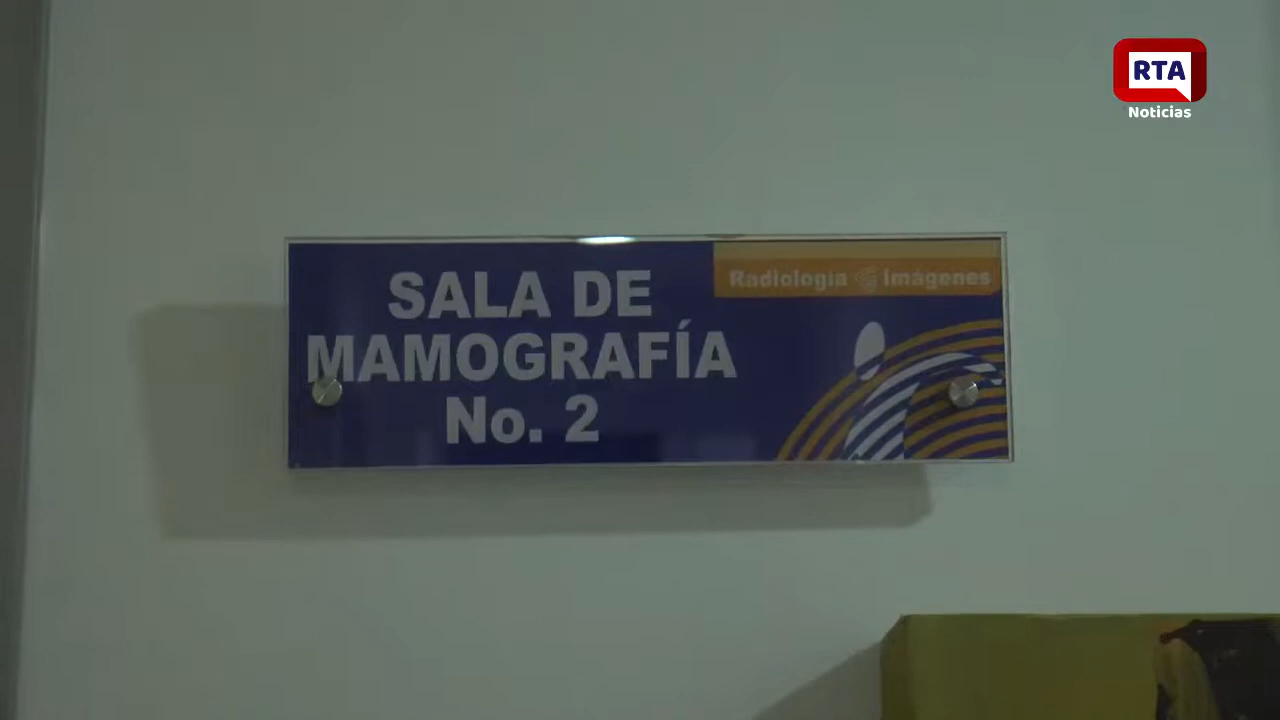 RTA
Noticias
Radiología Imágenes
SALA DE
MAMOGRAFÍA
No. 2